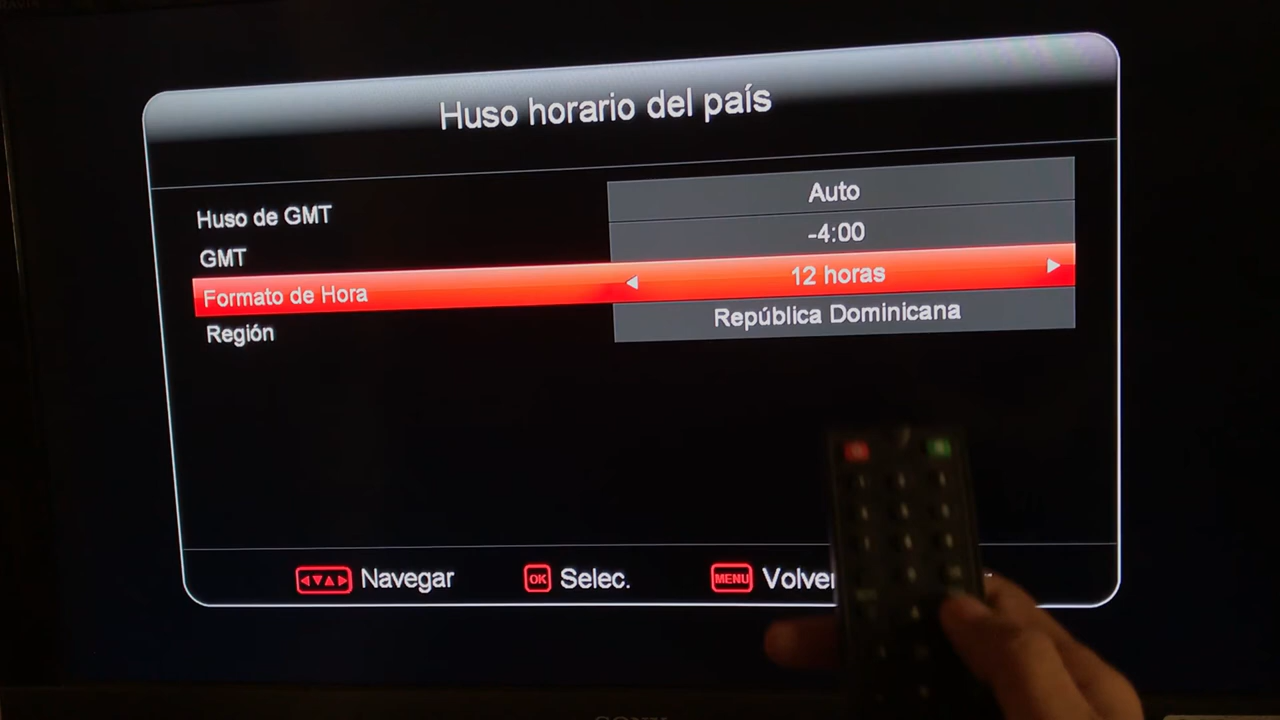 Huso horario del país
Huso de GMT Auto
GMT -4:00
Formato de Hora 12 horas
Región República Dominicana
Navegar OK Selec. MENU Volver
SONY